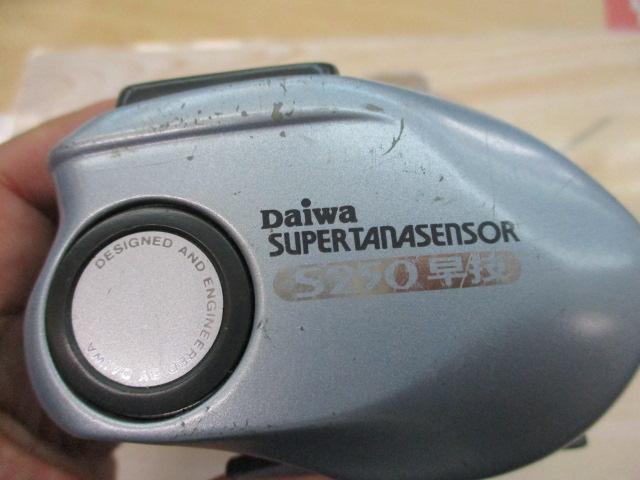 Daiwa
SUPERTANASENSOR
S250 早技
DESIGNED AND ENGINEERED BY DAIWA